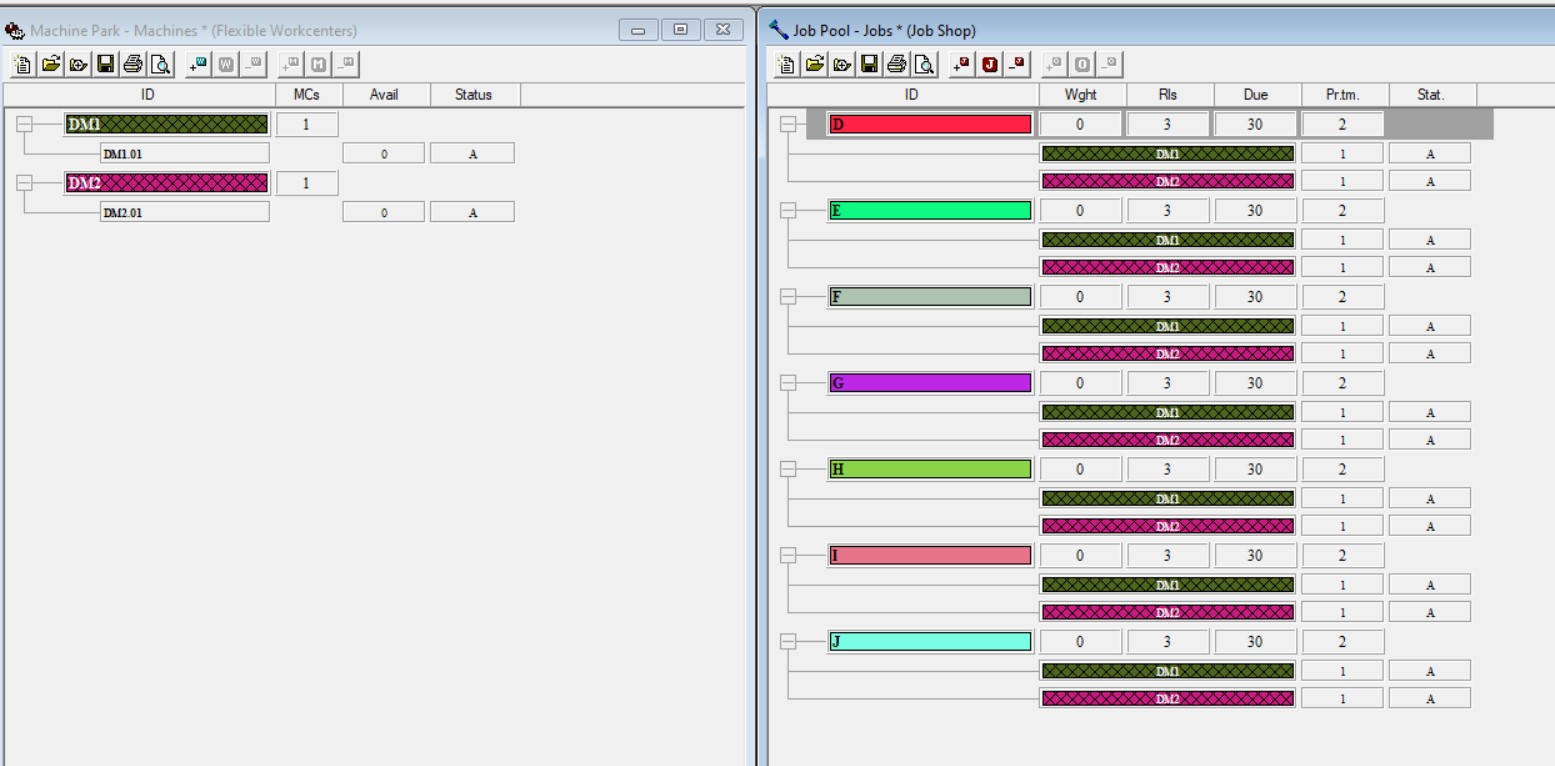 Machine Park - Machines * (Flexible Workcenters)
ID MCs Avail Status
DM1 1
DM1.01 0 A
DM2 1
DM2.01 0 A
Job Pool - Jobs * (Job Shop)
ID Wght Rls Due Pr.tm. Stat.
D 0 3 30 2
DM1 1 A
DM2 1 A
E 0 3 30 2
DM1 1 A
DM2 1 A
F 0 3 30 2
DM1 1 A
DM2 1 A
G 0 3 30 2
DM1 1 A
DM2 1 A
H 0 3 30 2
DM1 1 A
DM2 1 A
I 0 3 30 2
DM1 1 A
DM2 1 A
J 0 3 30 2
DM1 1 A
DM2 1 A